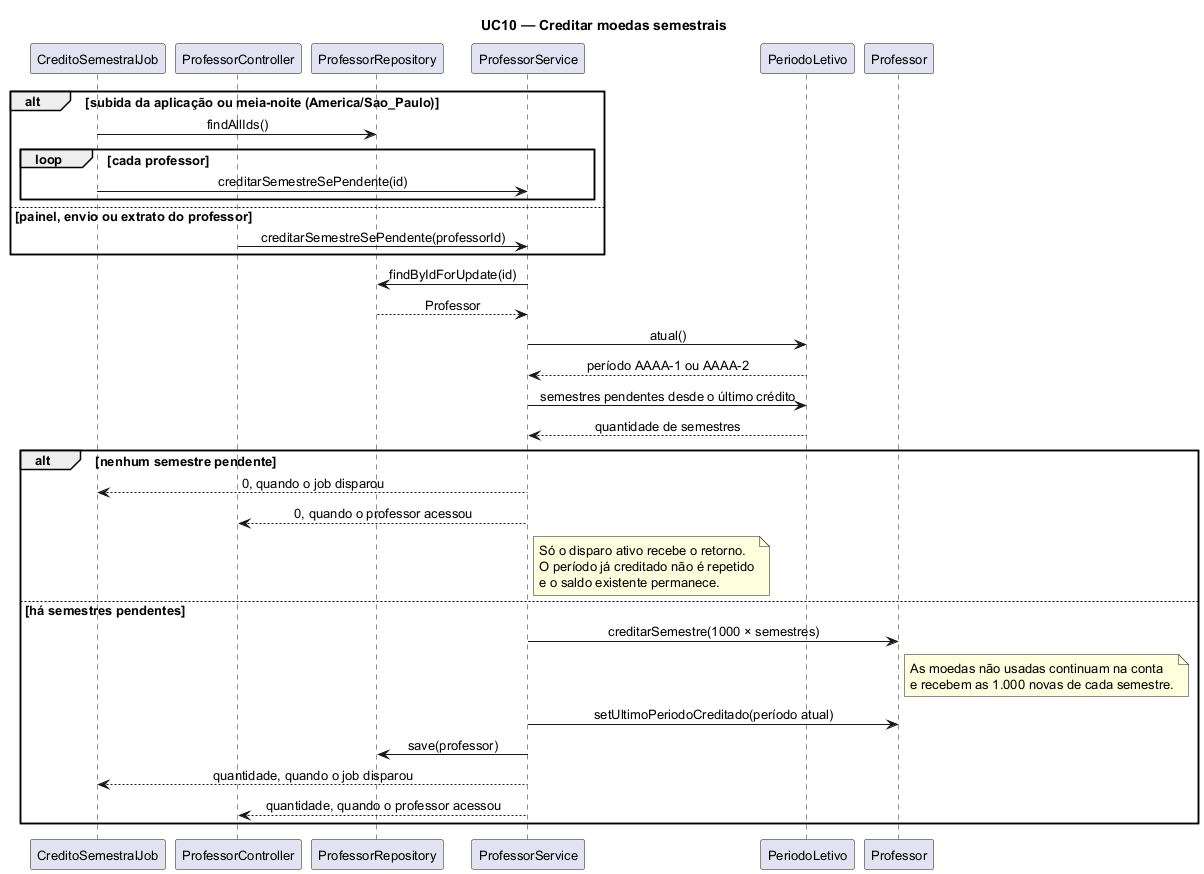 UC10 — Creditar moedas semestrais
CreditoSemestralJob
ProfessorController
ProfessorRepository
ProfessorService
PeriodoLetivo
Professor
alt
[subida da aplicação ou meia-noite (America/Sao_Paulo)]
findAllIds()
loop
[cada professor]
creditarSemestreSePendente(id)
[painel, envio ou extrato do professor]
creditarSemestreSePendente(professorId)
findByIdForUpdate(id)
Professor
atual()
período AAAA-1 ou AAAA-2
semestres pendentes desde o último crédito
quantidade de semestres
alt
[nenhum semestre pendente]
0, quando o job disparou
0, quando o professor acessou
Só o disparo ativo recebe o retorno.
O período já creditado não é repetido
e o saldo existente permanece.
[há semestres pendentes]
creditarSemestre(1000 × semestres)
As moedas não usadas continuam na conta
e recebem as 1.000 novas de cada semestre.
setUltimoPeriodoCreditado(período atual)
save(professor)
quantidade, quando o job disparou
quantidade, quando o professor acessou
CreditoSemestralJob
ProfessorController
ProfessorRepository
ProfessorService
PeriodoLetivo
Professor